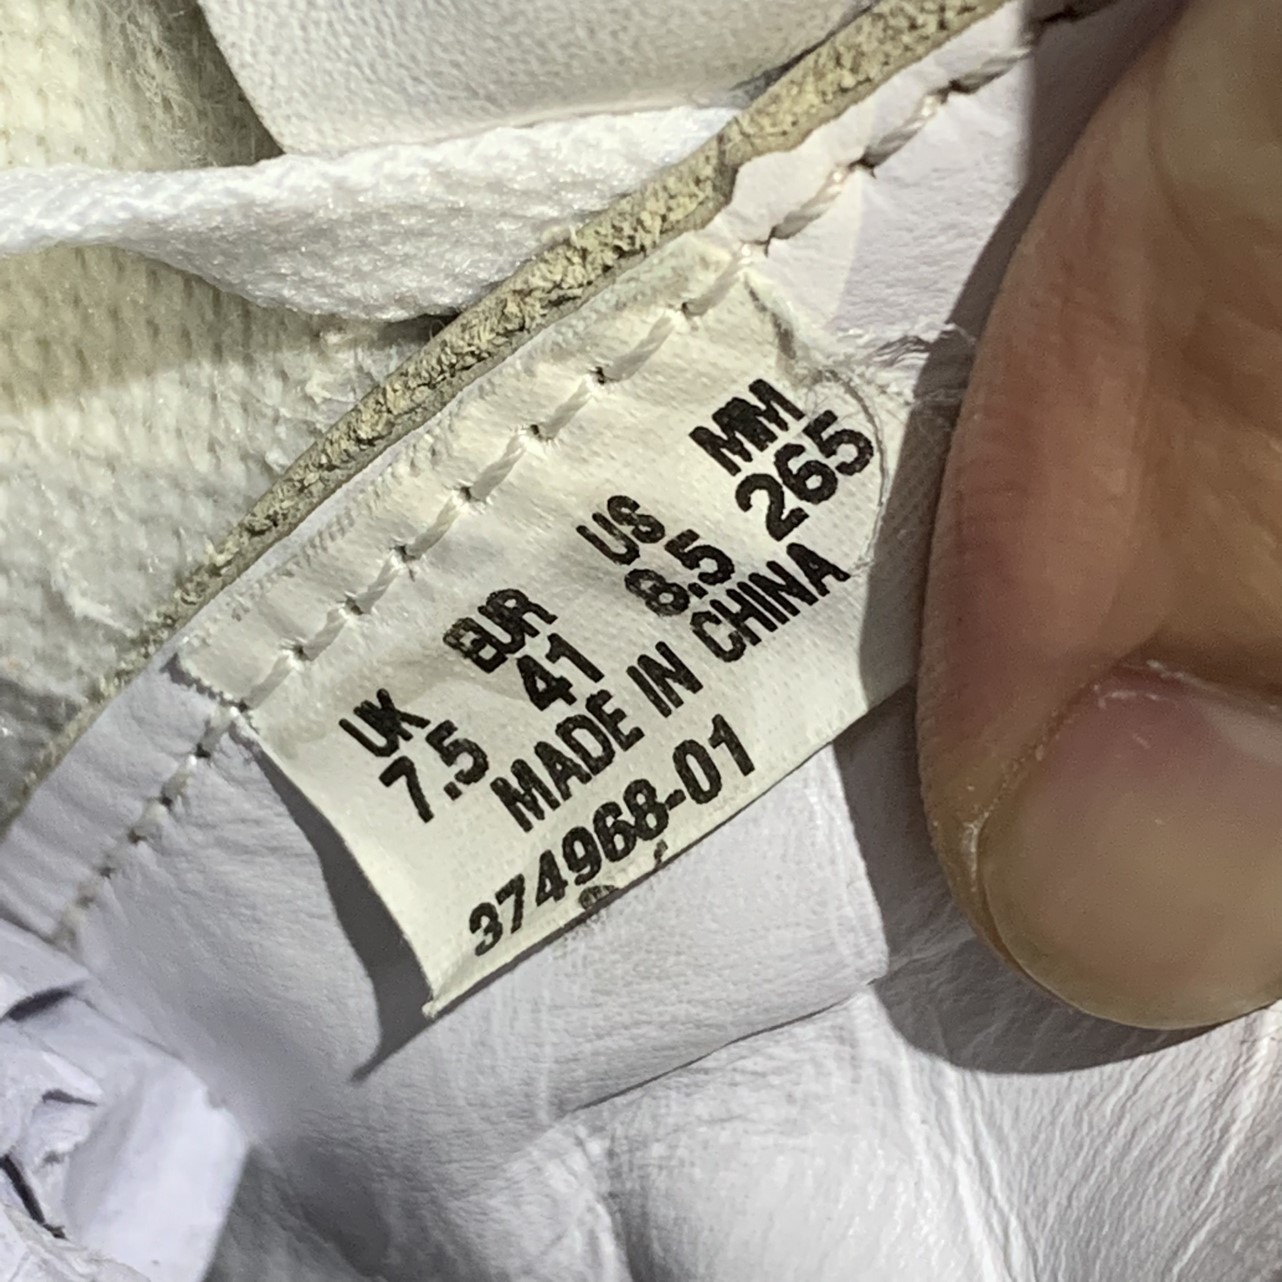 UK EUR US MM
7.5 41 8.5 265
MADE IN CHINA
374968-01